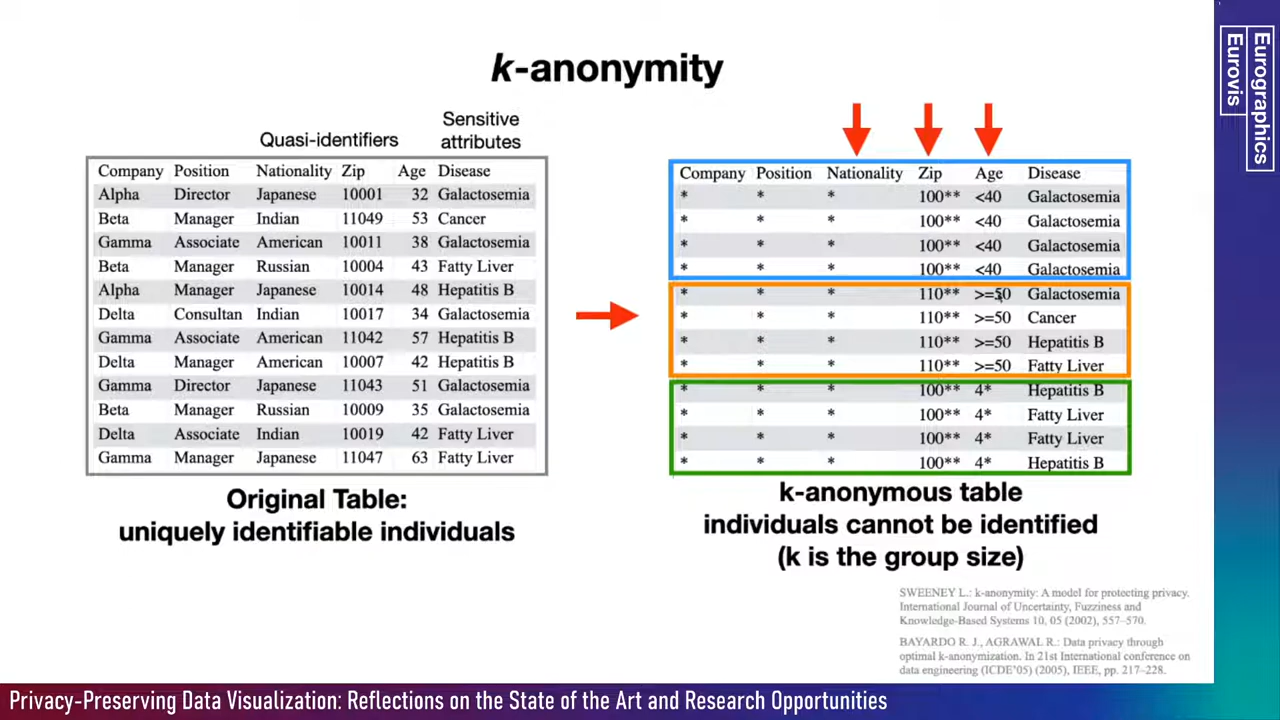 k-anonymity
Quasi-identifiers
Sensitive
attributes
Company Position Nationality Zip Age Disease
Alpha Director Japanese 10001 32 Galactosemia
Beta Manager Indian 11049 53 Cancer
Gamma Associate American 10011 38 Galactosemia
Beta Manager Russian 10004 43 Fatty Liver
Alpha Manager Japanese 10014 48 Hepatitis B
Delta Consultan Indian 10017 34 Galactosemia
Gamma Associate American 11042 57 Hepatitis B
Delta Manager American 10007 42 Hepatitis B
Gamma Director Japanese 11043 51 Galactosemia
Beta Manager Russian 10009 35 Galactosemia
Delta Associate Indian 10019 42 Fatty Liver
Gamma Manager Japanese 11047 63 Fatty Liver
Original Table:
uniquely identifiable individuals
Company Position Nationality Zip Age Disease
* * * 100** <40 Galactosemia
* * * 100** <40 Galactosemia
* * * 100** <40 Galactosemia
* * * 100** <40 Galactosemia
* * * 110** >=50 Galactosemia
* * * 110** >=50 Cancer
* * * 110** >=50 Hepatitis B
* * * 110** >=50 Fatty Liver
* * * 100** 4* Hepatitis B
* * * 100** 4* Fatty Liver
* * * 100** 4* Fatty Liver
* * * 100** 4* Hepatitis B
k-anonymous table
individuals cannot be identified
(k is the group size)
SWEENEY L.: k-anonymity: A model for protecting privacy.
International Journal of Uncertainty, Fuzziness and
Knowledge-Based Systems 10, 05 (2002), 557–570.
BAYARDO R. J., AGRAWAL R.: Data privacy through
optimal k-anonymization. In 21st International conference on
data engineering (ICDE'05) (2005), IEEE, pp. 217–228.
Eurographics
Eurovis
Privacy-Preserving Data Visualization: Reflections on the State of the Art and Research Opportunities